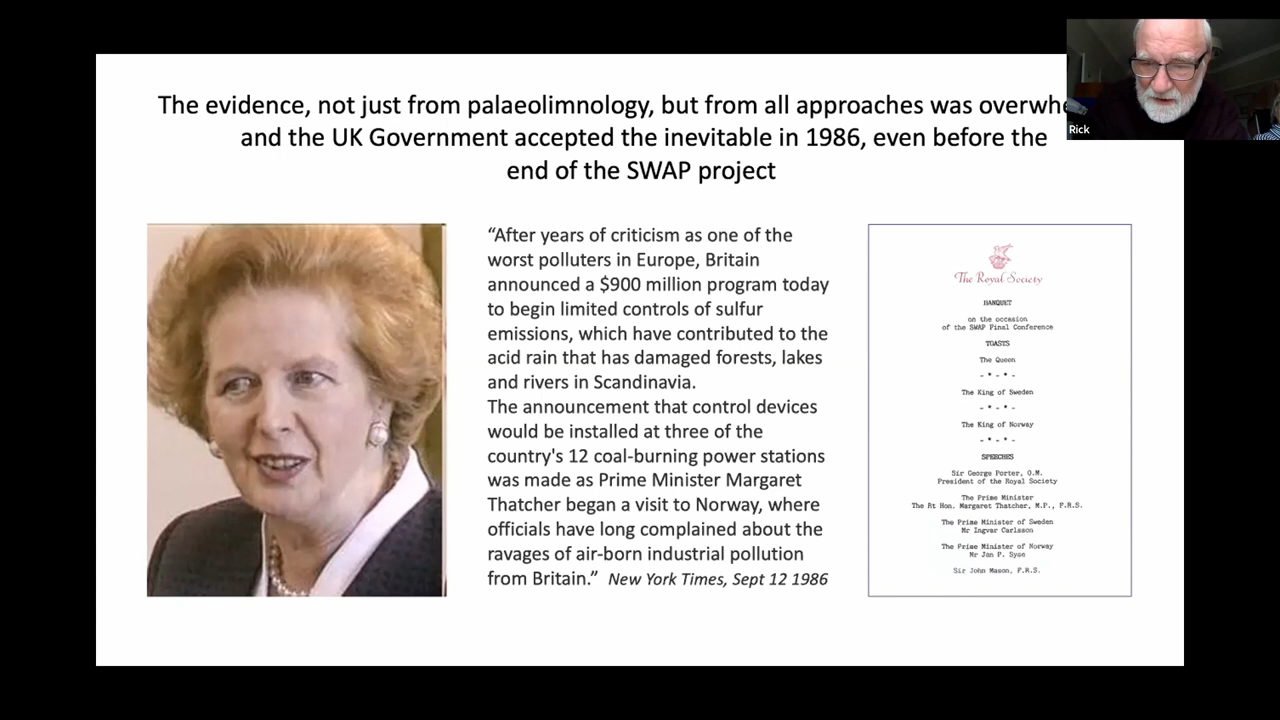 The evidence, not just from palaeolimnology, but from all approaches was
and the UK Government accepted the inevitable in 1986, even before the
end of the SWAP project
Rick
“After years of criticism as one of the
worst polluters in Europe, Britain
announced a $900 million program today
to begin limited controls of sulfur
emissions, which have contributed to the
acid rain that has damaged forests, lakes
and rivers in Scandinavia.
The announcement that control devices
would be installed at three of the
country's 12 coal-burning power stations
was made as Prime Minister Margaret
Thatcher began a visit to Norway, where
officials have long complained about the
ravages of air-born industrial pollution
from Britain.” New York Times, Sept 12 1986
The Royal Society
BANQUET
on the occasion
of the SWAP Final Conference
TOASTS
The Queen
- * - * -
The King of Sweden
- * - * -
The King of Norway
- * - * -
SPEECHES
Sir George Porter, O.M.
President of the Royal Society
The Prime Minister
The Rt Hon. Margaret Thatcher, M.P., F.R.S.
The Prime Minister of Sweden
Mr Ingvar Carlsson
The Prime Minister of Norway
Mr Jan P. Syse
Sir John Mason, F.R.S.